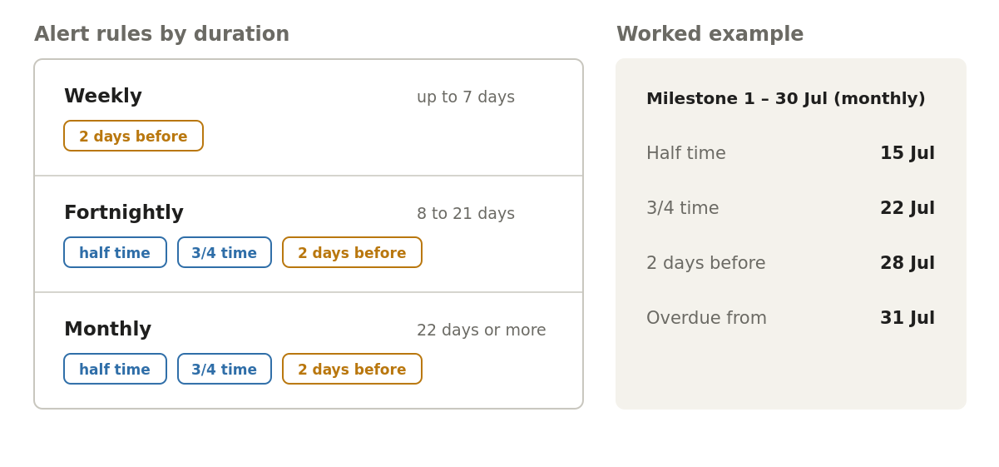 Alert rules by duration
Weekly
up to 7 days
2 days before
Fortnightly
8 to 21 days
half time
3/4 time
2 days before
Monthly
22 days or more
half time
3/4 time
2 days before
Worked example
Milestone 1 – 30 Jul (monthly)
Half time 15 Jul
3/4 time 22 Jul
2 days before 28 Jul
Overdue from 31 Jul